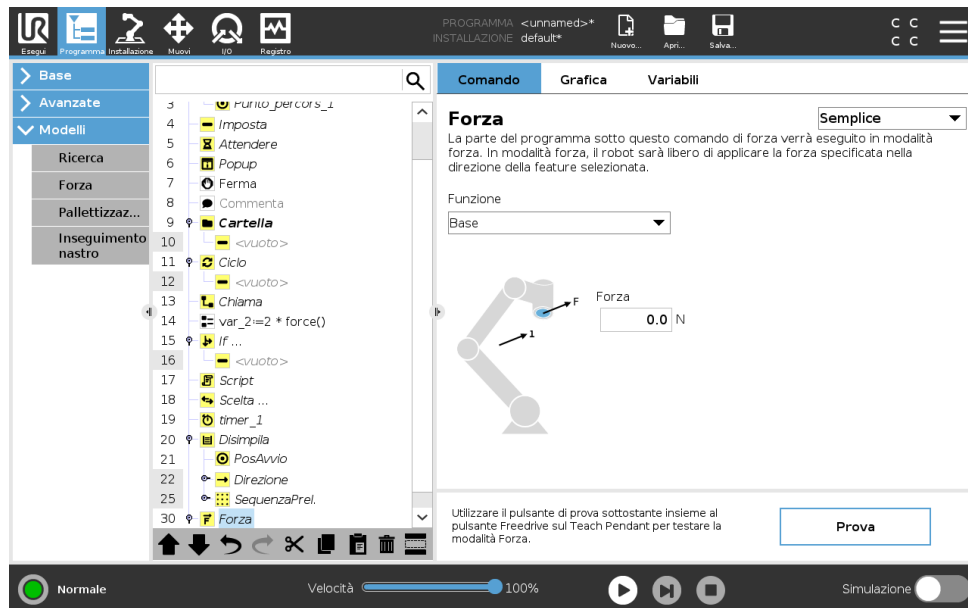 PROGRAMMA <unnamed>*
INSTALLAZIONE default*
Esegui
Programma
Installazione
Muovi
I/O
Registro
Nuovo...
Apri...
Salva...
C C
C C
Base
Avanzate
Modelli
Ricerca
Forza
Pallettizzaz...
Inseguimento
nastro
3 Punto_percors_1
4 Imposta
5 Attendere
6 Popup
7 Ferma
8 Commenta
9 Cartella
10 <vuoto>
11 Ciclo
12 <vuoto>
13 Chiama
14 var_2:=2 * force()
15 If ...
16 <vuoto>
17 Script
18 Scelta ...
19 timer_1
20 Disimpila
21 PosAvvio
22 Direzione
25 SequenzaPrel.
30 Forza
Comando
Grafica
Variabili
Forza
Semplice
La parte del programma sotto questo comando di forza verrà eseguito in modalità
forza. In modalità forza, il robot sarà libero di applicare la forza specificata nella
direzione della feature selezionata.
Funzione
Base
F
1
Forza
0.0 N
Utilizzare il pulsante di prova sottostante insieme al
pulsante Freedrive sul Teach Pendant per testare la
modalità Forza.
Prova
Normale
Velocità
100%
Simulazione